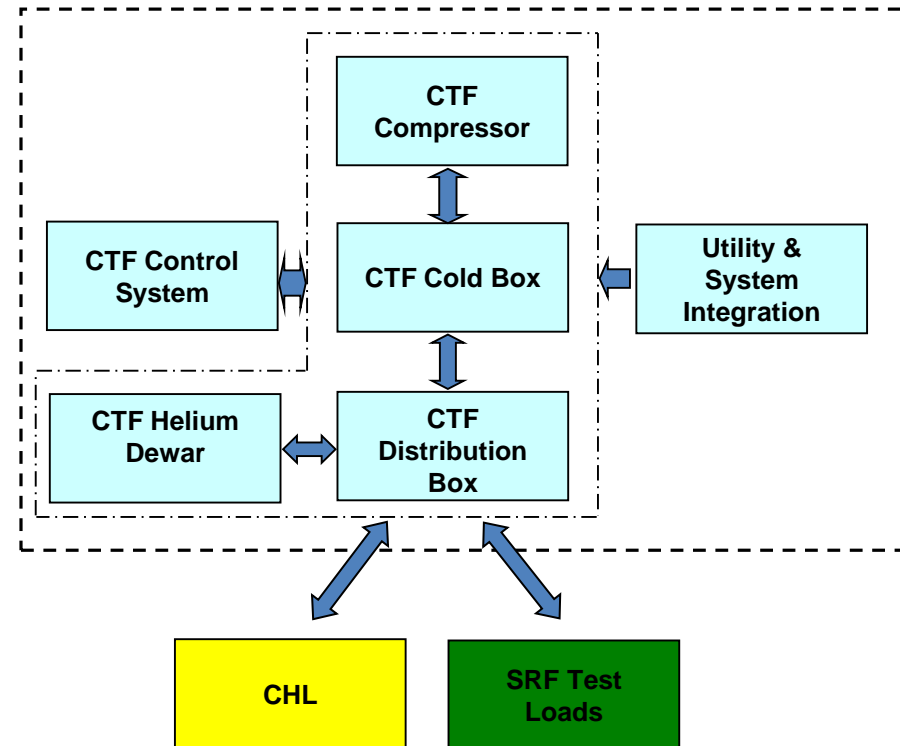 CTF
Compressor
CTF Control
System
CTF Cold Box
Utility &
System
Integration
CTF Helium
Dewar
CTF
Distribution
Box
CHL
SRF Test
Loads